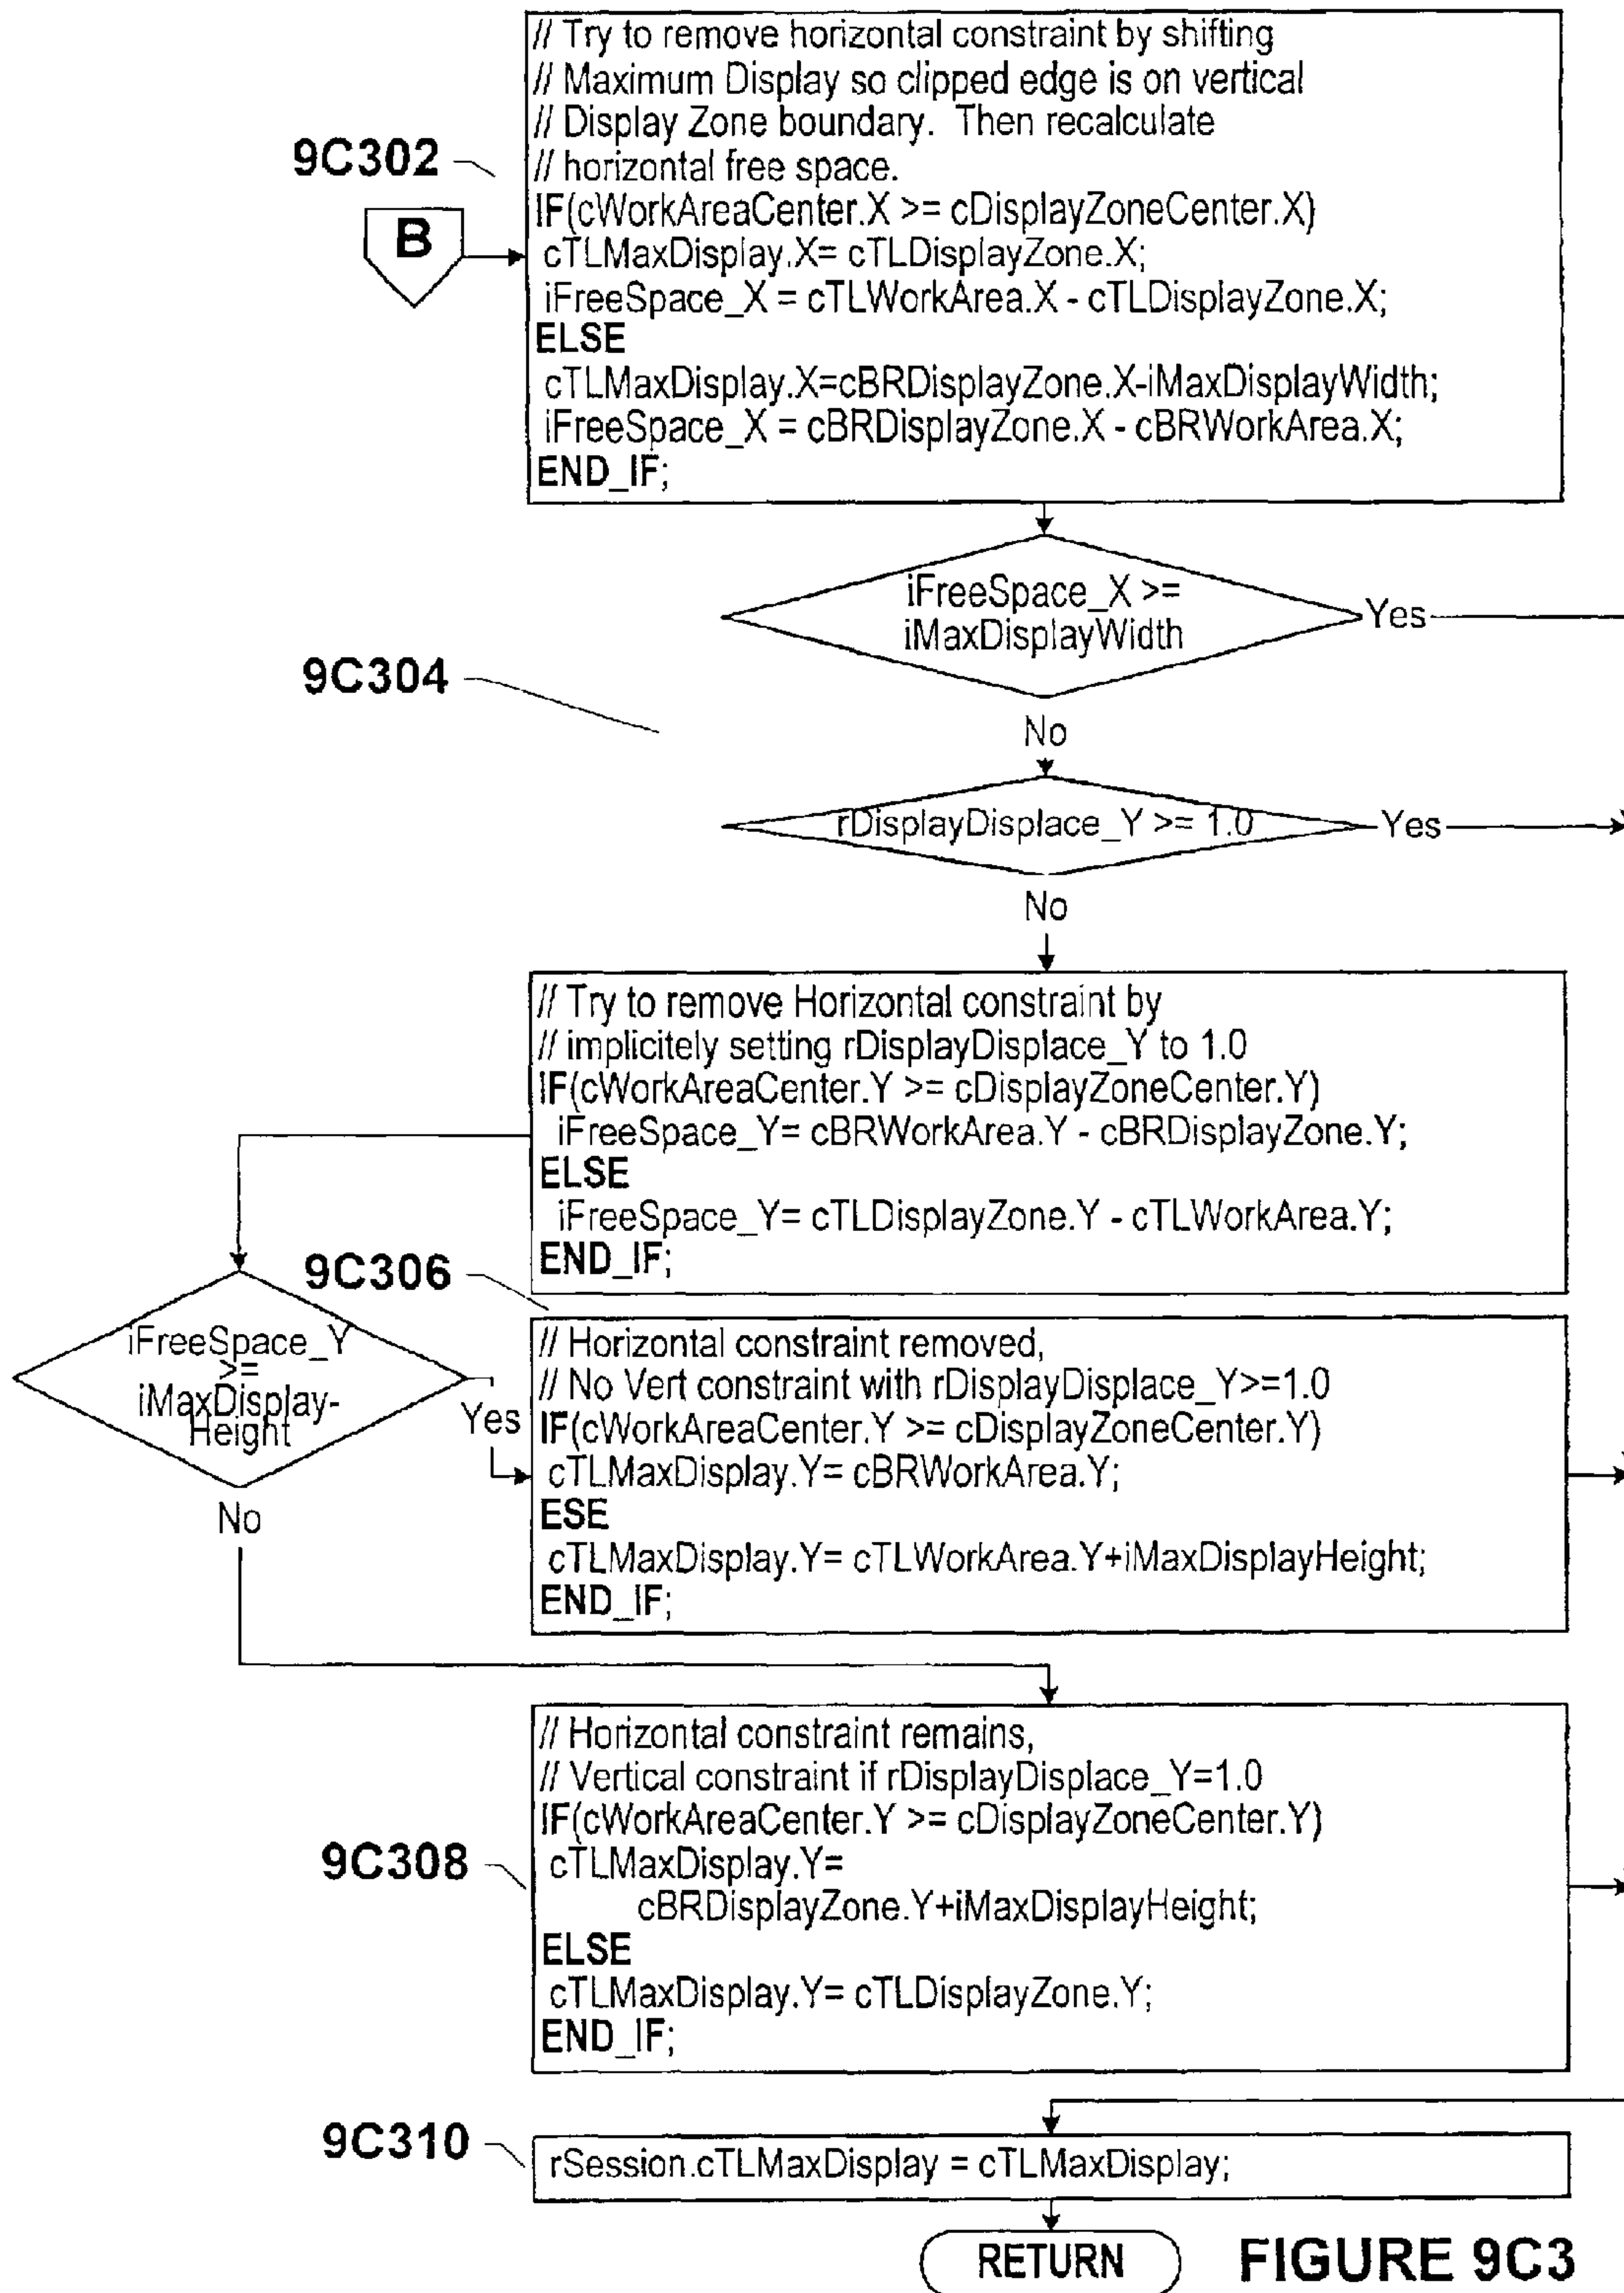 // Try to remove horizontal constraint by shifting
// Maximum Display so clipped edge is on vertical
// Display Zone boundary. Then recalculate
// horizontal free space.
IF(cWorkAreaCenter.X >= cDisplayZoneCenter.X)
cTLMaxDisplay.X= cTLDisplayZone.X;
iFreeSpace_X = cTLWorkArea.X - cTLDisplayZone.X;
ELSE
cTLMaxDisplay.X=cBRDisplayZone.X-iMaxDisplayWidth;
iFreeSpace_X = cBRDisplayZone.X - cBRWorkArea.X;
END_IF;
9C302
B
iFreeSpace_X >=
iMaxDisplayWidth
Yes
9C304
No
rDisplayDisplace_Y >= 1.0
Yes
No
// Try to remove Horizontal constraint by
// implicitely setting rDisplayDisplace_Y to 1.0
IF(cWorkAreaCenter.Y >= cDisplayZoneCenter.Y)
iFreeSpace_Y= cBRWorkArea.Y - cBRDisplayZone.Y;
ELSE
iFreeSpace_Y= cTLDisplayZone.Y - cTLWorkArea.Y;
END_IF;
9C306
iFreeSpace_Y
>=
iMaxDisplay-
Height
Yes
No
// Horizontal constraint removed,
// No Vert constraint with rDisplayDisplace_Y>=1.0
IF(cWorkAreaCenter.Y >= cDisplayZoneCenter.Y)
cTLMaxDisplay.Y= cBRWorkArea.Y;
ESE
cTLMaxDisplay.Y= cTLWorkArea.Y+iMaxDisplayHeight;
END_IF;
// Horizontal constraint remains,
// Vertical constraint if rDisplayDisplace_Y=1.0
IF(cWorkAreaCenter.Y >= cDisplayZoneCenter.Y)
cTLMaxDisplay.Y=
cBRDisplayZone.Y+iMaxDisplayHeight;
ELSE
cTLMaxDisplay.Y= cTLDisplayZone.Y;
END_IF;
9C308
9C310
rSession.cTLMaxDisplay = cTLMaxDisplay;
RETURN
FIGURE 9C3